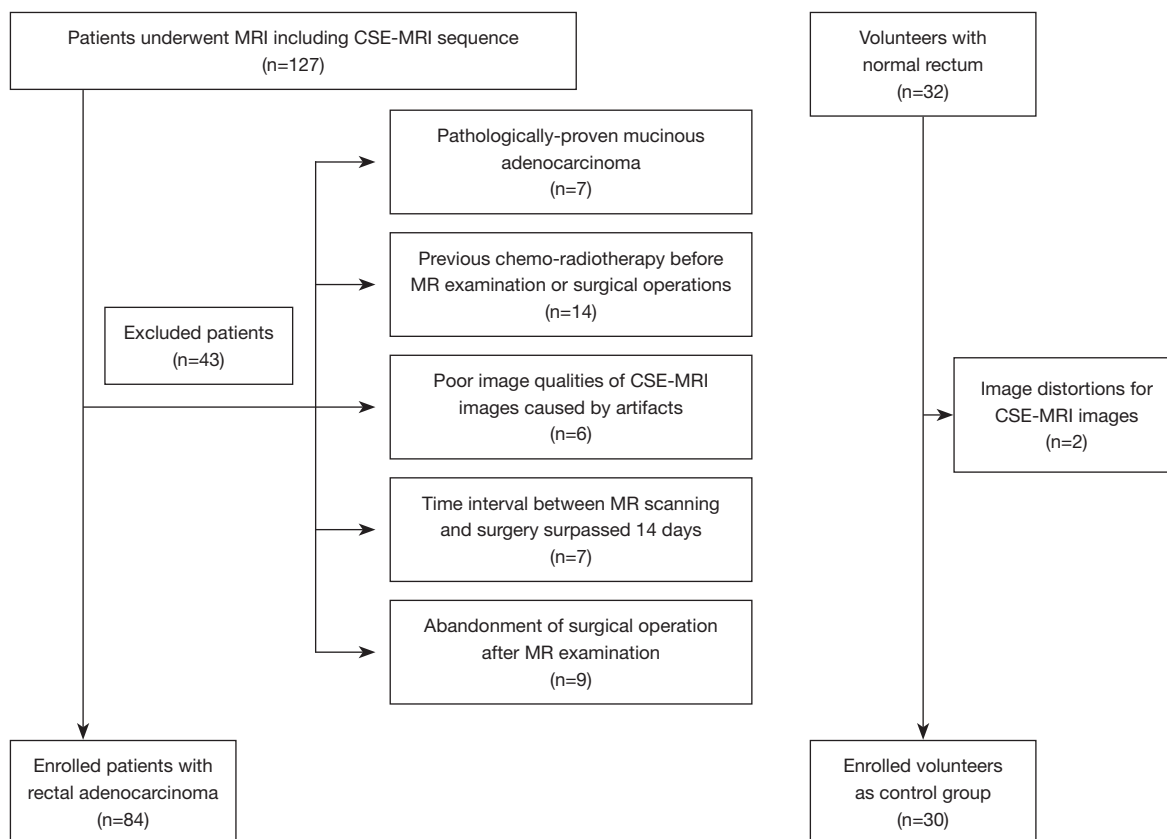 Patients underwent MRI including CSE-MRI sequence
(n=127)
Volunteers with
normal rectum
(n=32)
Pathologically-proven mucinous
adenocarcinoma
(n=7)
Previous chemo-radiotherapy before
MR examination or surgical operations
(n=14)
Excluded patients
(n=43)
Poor image qualities of CSE-MRI
images caused by artifacts
(n=6)
Image distortions for
CSE-MRI images
(n=2)
Time interval between MR scanning
and surgery surpassed 14 days
(n=7)
Abandonment of surgical operation
after MR examination
(n=9)
Enrolled patients with
rectal adenocarcinoma
(n=84)
Enrolled volunteers
as control group
(n=30)